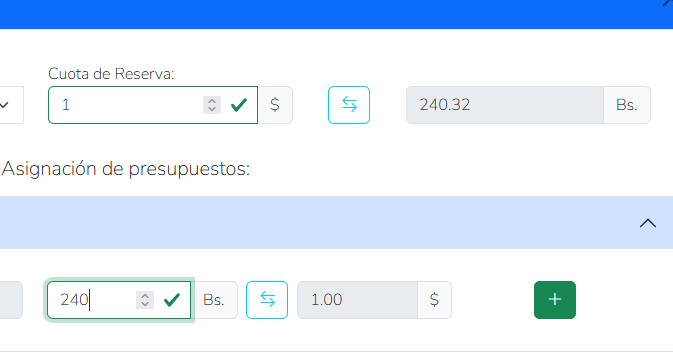 Cuota de Reserva:
1 $ 240.32 Bs.
Asignación de presupuestos:
240 Bs. 1.00 $ +